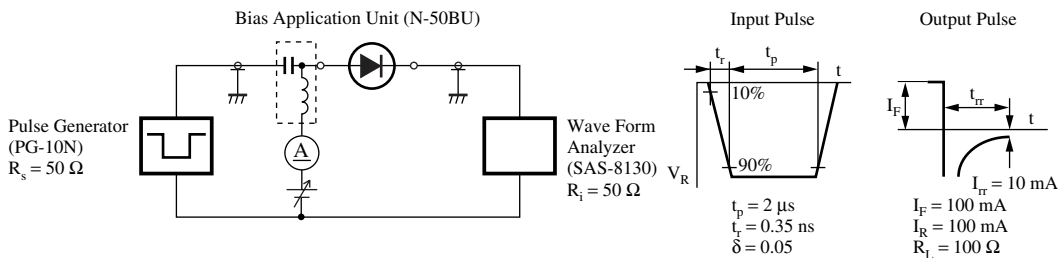 Bias Application Unit (N-50BU)
A
Pulse Generator
(PG-10N)
R_s = 50 Ω
Wave Form
Analyzer
(SAS-8130)
R_i = 50 Ω
Input Pulse
t_r
t_p
t
10%
90%
V_R
t_p = 2 μs
t_r = 0.35 ns
δ = 0.05
Output Pulse
I_F
t_rr
t
I_rr = 10 mA
I_F = 100 mA
I_R = 100 mA
R_L = 100 Ω